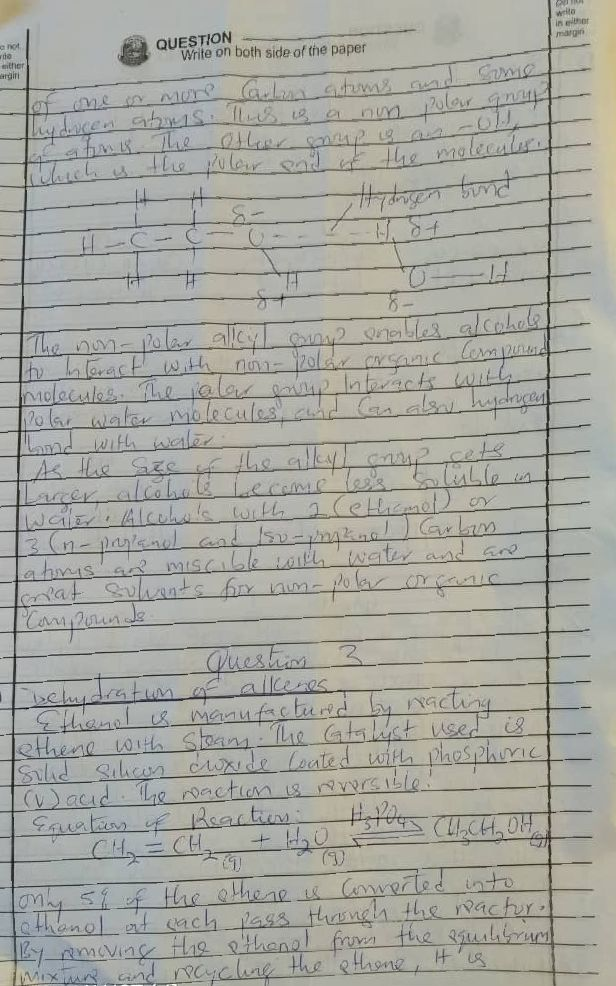 Do not
write
in either
margin
QUESTION
Write on both side of the paper
of one or more Carbon atoms and some
hydrogen atoms. This is a non polar group
of atoms. The other group is an -OH,
which is the polar end of the molecules.
H H Hydrogen bond
δ-
H - C - C - O - - - - - H δ+
H H H O - H
δ+ δ-
The non-polar alkyl group enables alcohols
to interact with non-polar organic Compound
molecules. The polar group Interacts with
Polar water molecules, and Can also hydrogen
bond with water.
As the Size of the alkyl group gets
Larger alcohols become less Soluble in
water. Alcohols with 2 (ethanol) or
3 (n-propanol and Iso-propanol) Carbon
atoms are miscible with water and are
great Solvents for non-polar organic
Compounds
Question 3
Dehydration of alkenes
Ethanol is manufactured by reacting
ethene with Steam. The Catalyst used is
Solid Silicon dioxide Coated with phosphoric
(v) acid. The reaction is reversible.
Equation of Reaction:
CH2 = CH2 (g) + H2O (g) H3PO4 ⇌ CH3CH2OH (g)
only 5% of the ethene is Converted into
ethanol at each pass through the reactor.
By removing the ethanol from the equilibrium
mixture and recycling the ethene, it is